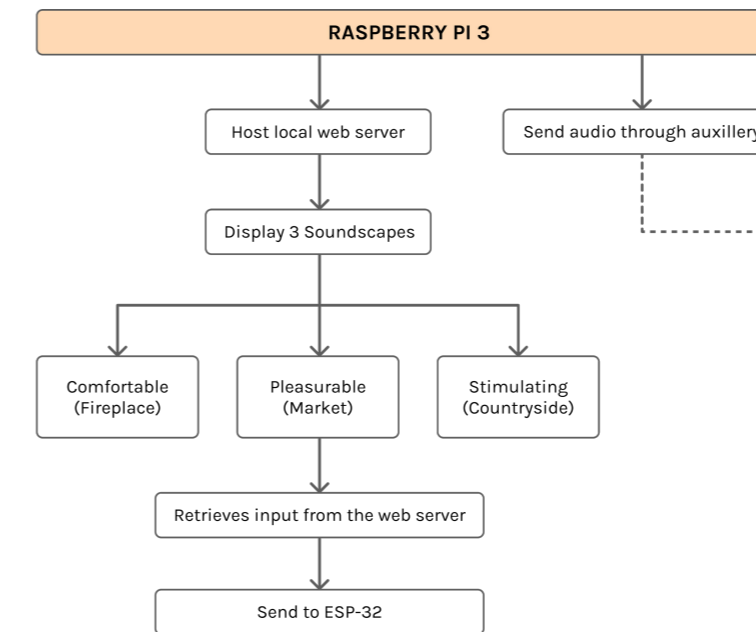 RASPBERRY PI 3
Host local web server
Send audio through auxillery
Display 3 Soundscapes
Comfortable
(Fireplace)
Pleasurable
(Market)
Stimulating
(Countryside)
Retrieves input from the web server
Send to ESP-32